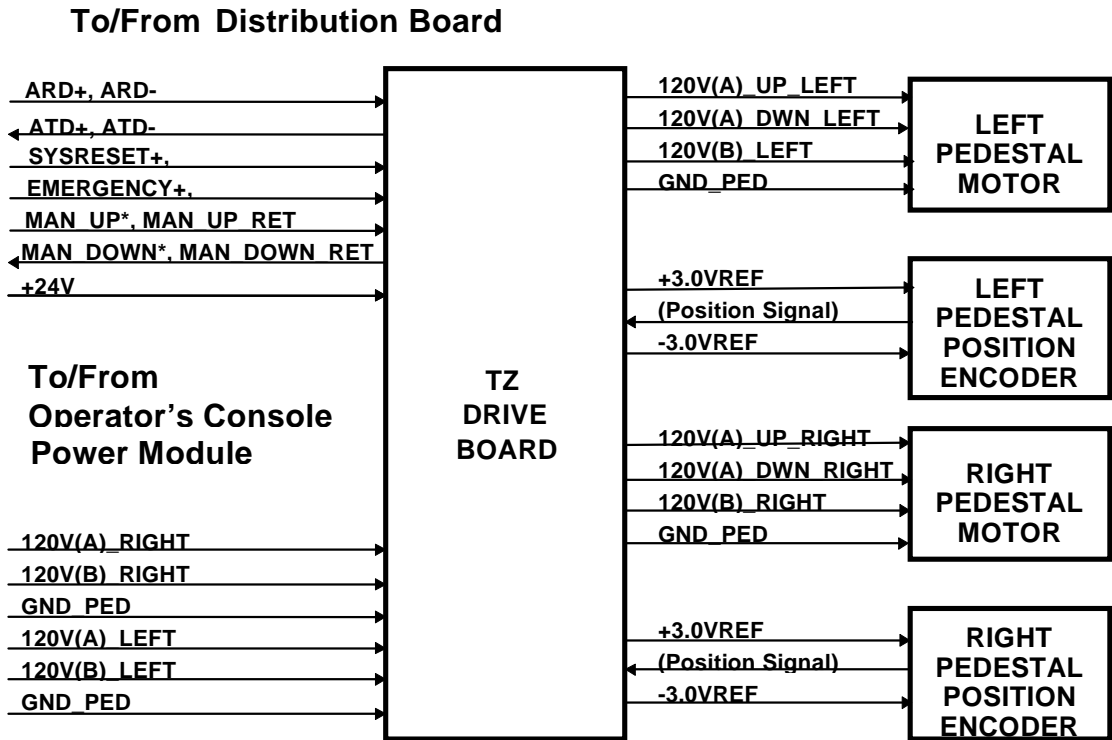 To/From Distribution Board
ARD+, ARD-
ATD+, ATD-
SYSRESET+,
EMERGENCY+,
MAN_UP*, MAN_UP_RET
MAN_DOWN*, MAN_DOWN_RET
+24V
To/From
Operator's Console
Power Module
120V(A)_RIGHT
120V(B)_RIGHT
GND_PED
120V(A)_LEFT
120V(B)_LEFT
GND_PED
TZ
DRIVE
BOARD
120V(A)_UP_LEFT
120V(A)_DWN_LEFT
120V(B)_LEFT
GND_PED
LEFT
PEDESTAL
MOTOR
+3.0VREF
(Position Signal)
-3.0VREF
LEFT
PEDESTAL
POSITION
ENCODER
120V(A)_UP_RIGHT
120V(A)_DWN_RIGHT
120V(B)_RIGHT
GND_PED
RIGHT
PEDESTAL
MOTOR
+3.0VREF
(Position Signal)
-3.0VREF
RIGHT
PEDESTAL
POSITION
ENCODER